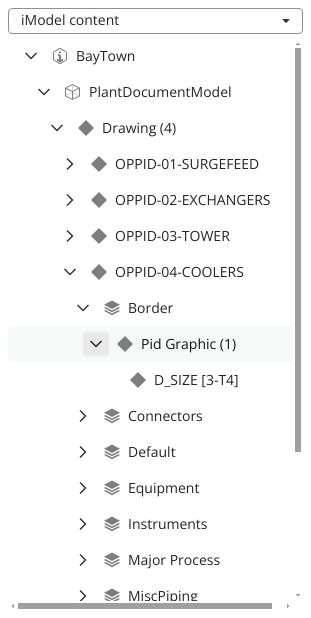 iModel content
BayTown
PlantDocumentModel
Drawing (4)
OPPID-01-SURGEFEED
OPPID-02-EXCHANGERS
OPPID-03-TOWER
OPPID-04-COOLERS
Border
Pid Graphic (1)
D_SIZE [3-T4]
Connectors
Default
Equipment
Instruments
Major Process
MiscPiping